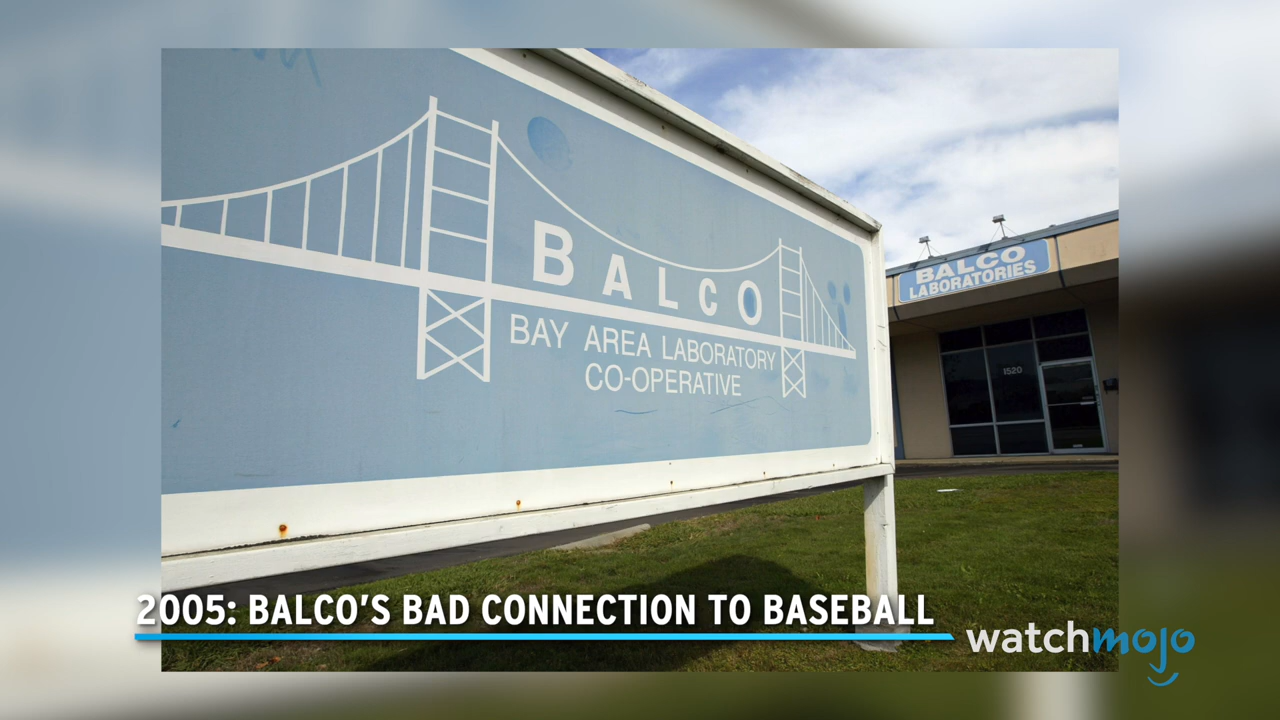 BALCO
BAY AREA LABORATORY
CO-OPERATIVE
BALCO
LABORATORIES
1520
2005: BALCO'S BAD CONNECTION TO BASEBALL
watchmojo